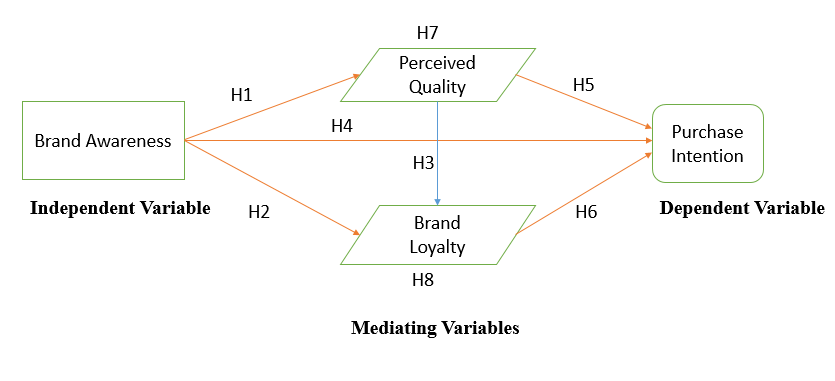 H7
Perceived
Quality
H1
H5
Brand Awareness
H4
Purchase
Intention
H3
Independent Variable
H2
Brand
Loyalty
H6
Dependent Variable
H8
Mediating Variables